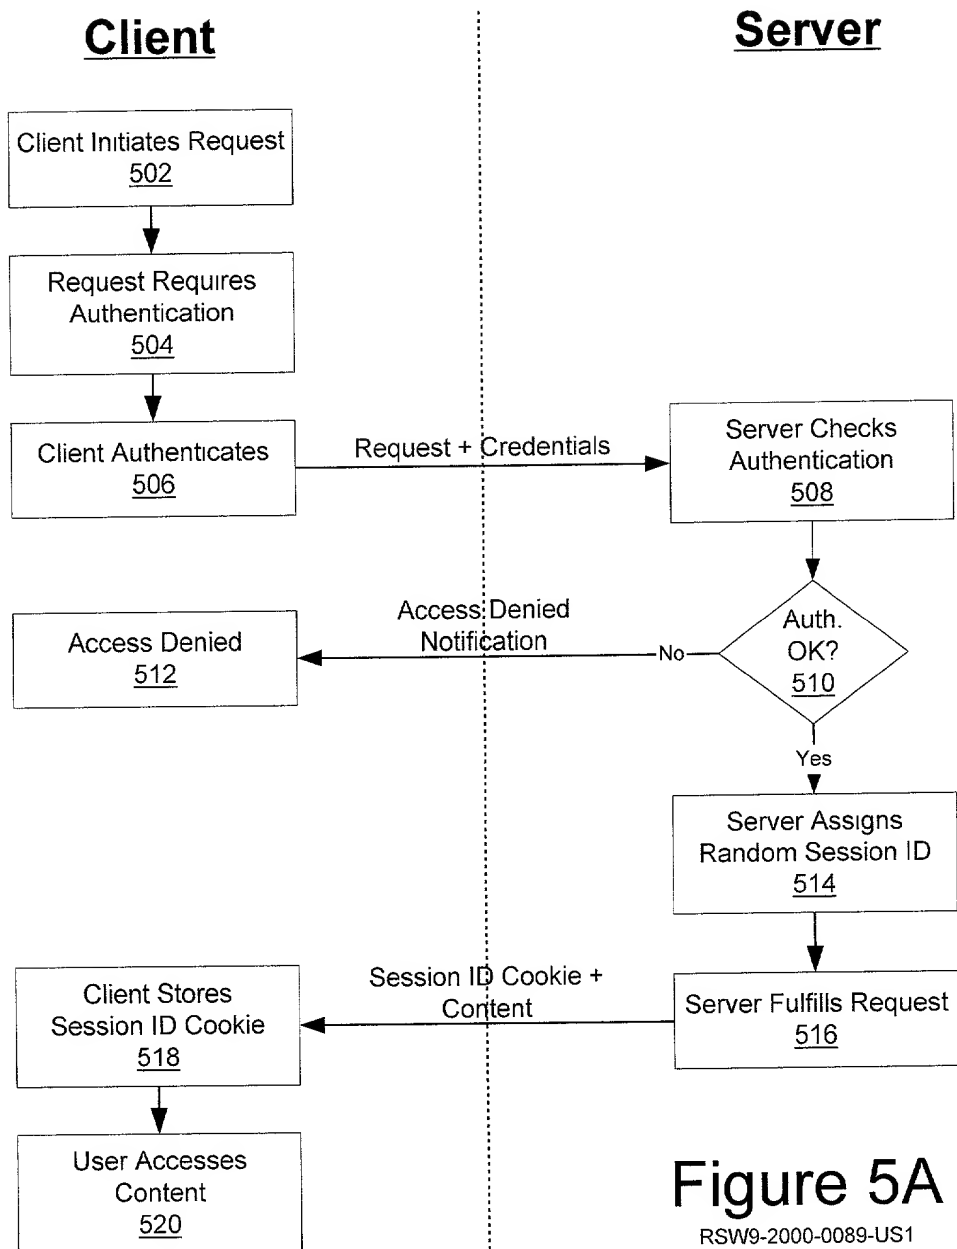 Client
Server
Client Initiates Request
502
Request Requires
Authentication
504
Client Authenticates
506
Request + Credentials
Server Checks
Authentication
508
Access Denied
Notification
Auth.
OK?
510
No
Access Denied
512
Yes
Server Assigns
Random Session ID
514
Session ID Cookie +
Content
Server Fulfills Request
516
Client Stores
Session ID Cookie
518
User Accesses
Content
520
Figure 5A
RSW9-2000-0089-US1